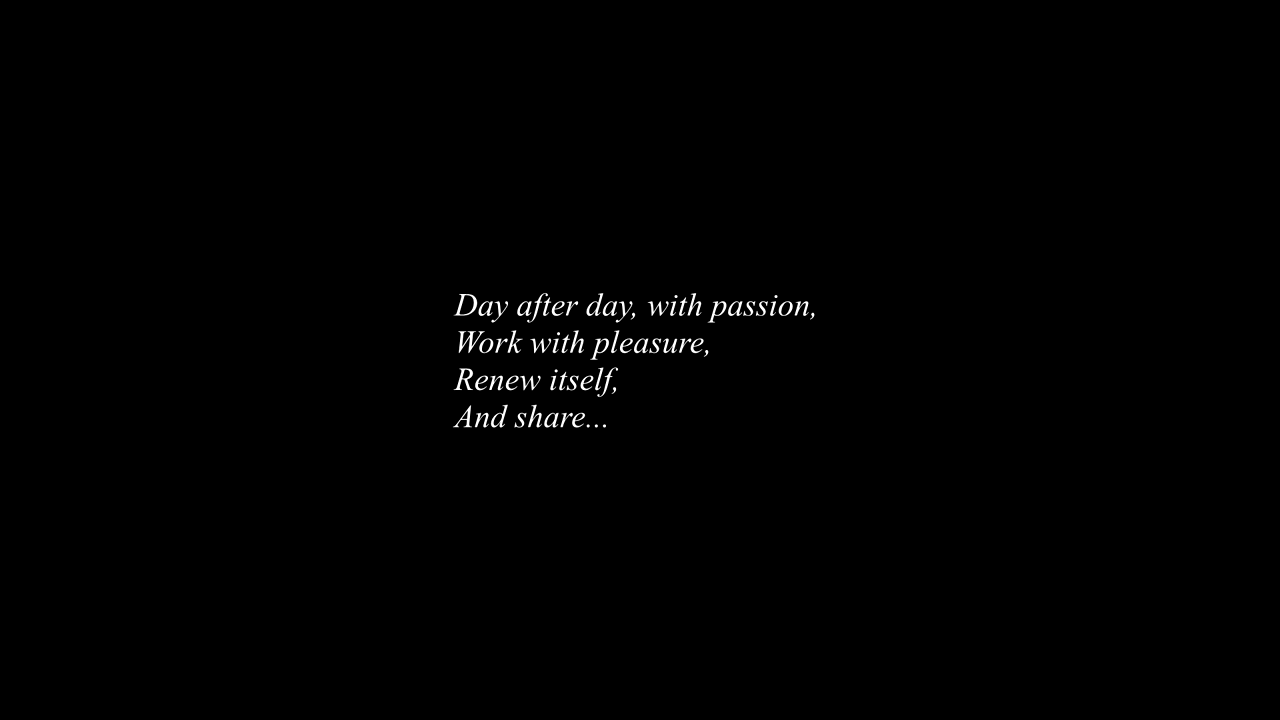 Day after day, with passion,
Work with pleasure,
Renew itself,
And share...